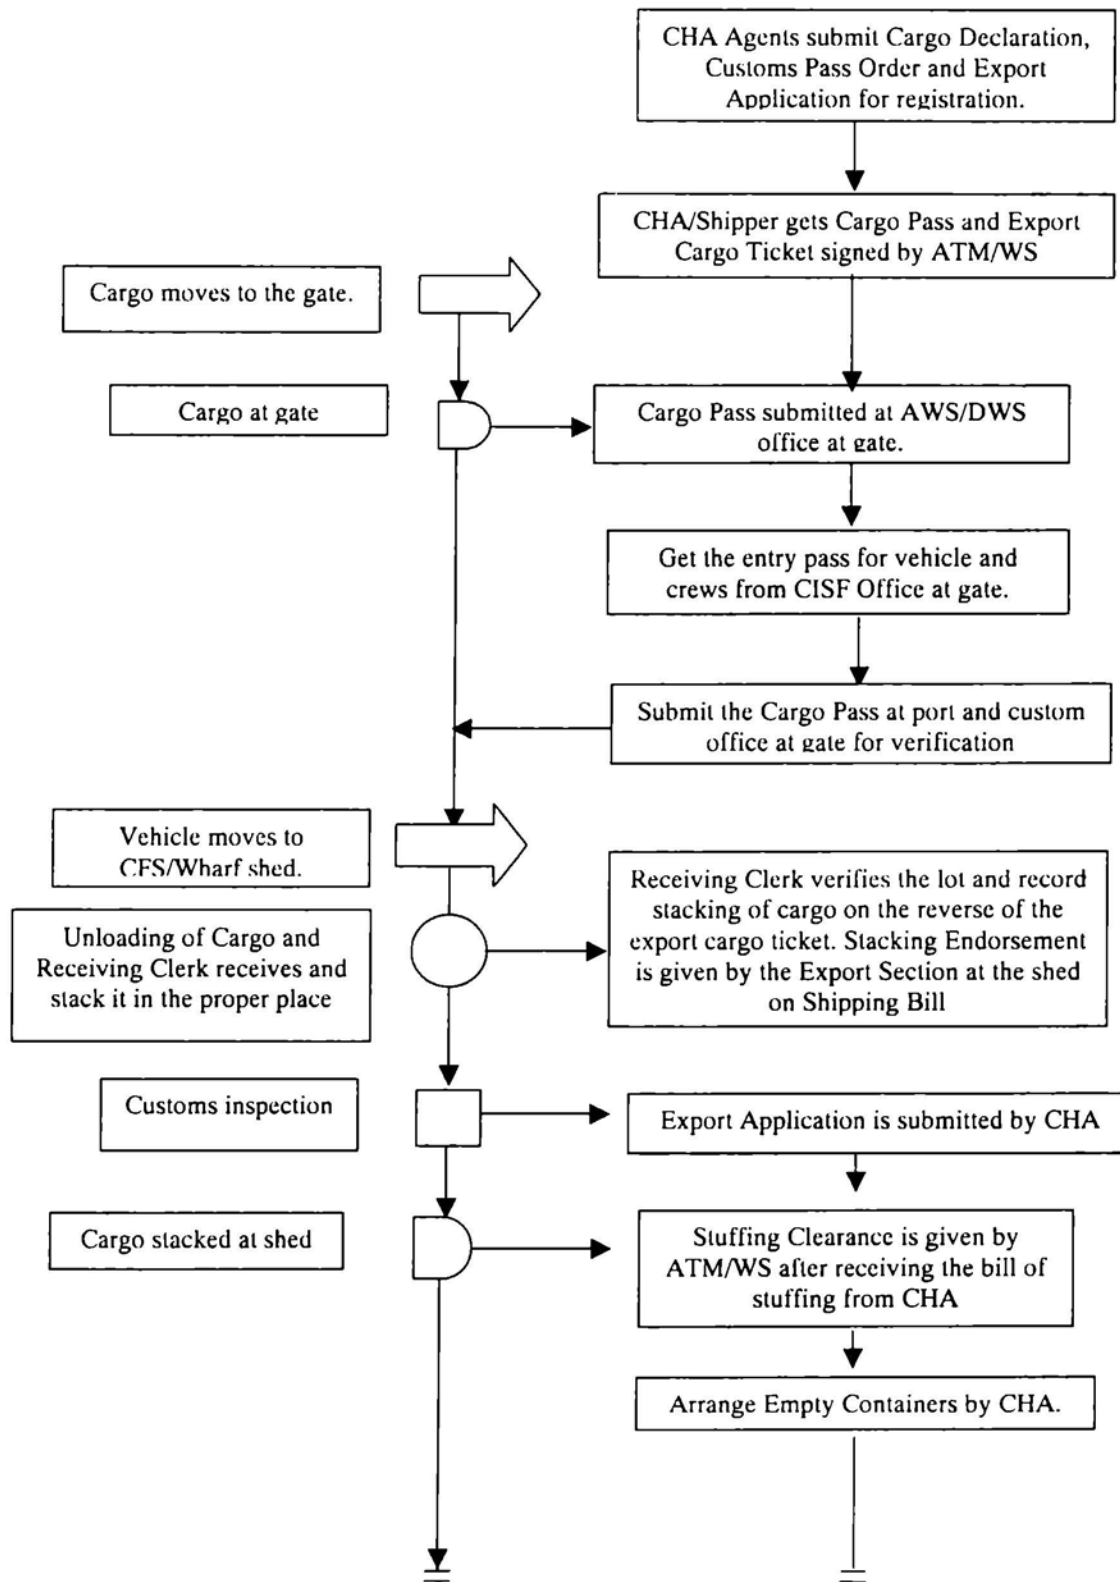 CHA Agents submit Cargo Declaration,
Customs Pass Order and Export
Application for registration.
CHA/Shipper gets Cargo Pass and Export
Cargo Ticket signed by ATM/WS
Cargo moves to the gate.
Cargo at gate
Cargo Pass submitted at AWS/DWS
office at gate.
Get the entry pass for vehicle and
crews from CISF Office at gate.
Submit the Cargo Pass at port and custom
office at gate for verification
Vehicle moves to
CFS/Wharf shed.
Unloading of Cargo and
Receiving Clerk receives and
stack it in the proper place
Receiving Clerk verifies the lot and record
stacking of cargo on the reverse of the
export cargo ticket. Stacking Endorsement
is given by the Export Section at the shed
on Shipping Bill
Customs inspection
Export Application is submitted by CHA
Cargo stacked at shed
Stuffing Clearance is given by
ATM/WS after receiving the bill of
stuffing from CHA
Arrange Empty Containers by CHA.